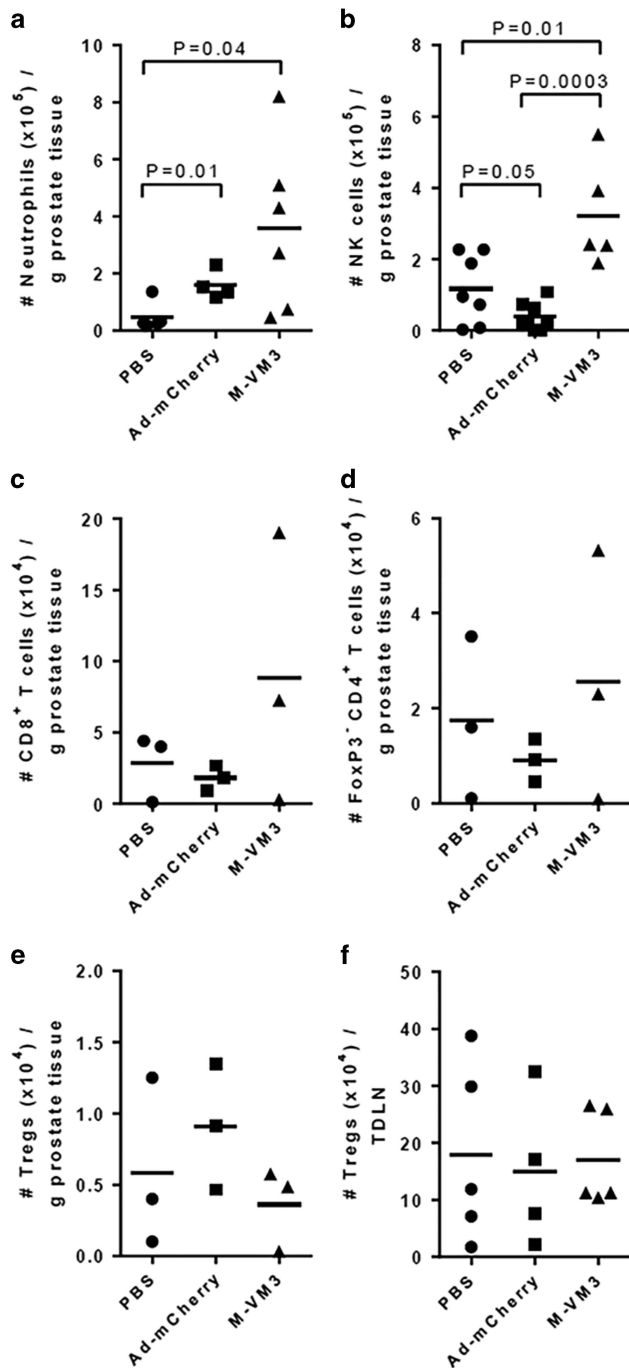 a
# Neutrophils (x10⁵) /
g prostate tissue
10
8
6
4
2
0
P=0.04
P=0.01
PBS
Ad-mCherry
M-VM3
b
# NK cells (x10⁵) /
g prostate tissue
8
6
4
2
0
P=0.01
P=0.0003
P=0.05
PBS
Ad-mCherry
M-VM3
c
# CD8⁺ T cells (x10⁴) /
g prostate tissue
20
15
10
5
0
PBS
Ad-mCherry
M-VM3
d
# FoxP3⁻ CD4⁺ T cells (x10⁴) /
g prostate tissue
6
4
2
0
PBS
Ad-mCherry
M-VM3
e
# Tregs (x10⁴) /
g prostate tissue
2.0
1.5
1.0
0.5
0.0
PBS
Ad-mCherry
M-VM3
f
# Tregs (x10⁴) /
TDLN
50
40
30
20
10
0
PBS
Ad-mCherry
M-VM3